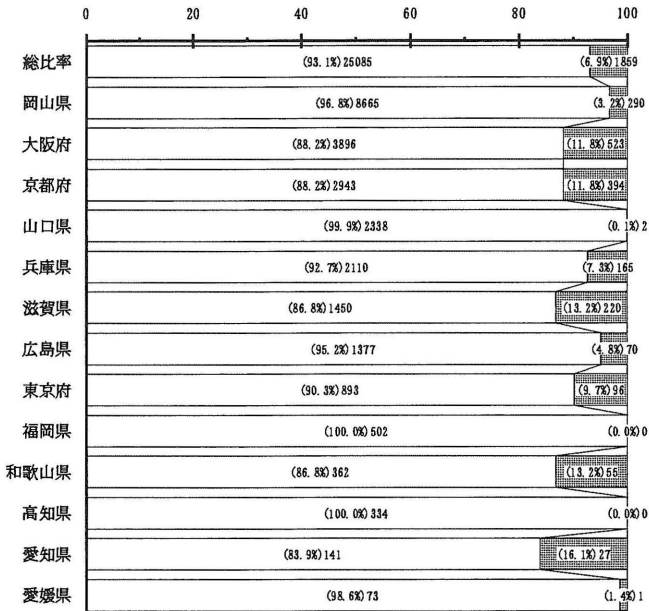 0 20 40 60 80 100
総比率 (93.1%)25085 (6.9%)1859
岡山県 (96.8%)8665 (3.2%)290
大阪府 (88.2%)3896 (11.8%)523
京都府 (88.2%)2943 (11.8%)394
山口県 (99.9%)2338 (0.1%)2
兵庫県 (92.7%)2110 (7.3%)165
滋賀県 (86.8%)1450 (13.2%)220
広島県 (95.2%)1377 (4.8%)70
東京府 (90.3%)893 (9.7%)96
福岡県 (100.0%)502 (0.0%)0
和歌山県 (86.8%)362 (13.2%)55
高知県 (100.0%)334 (0.0%)0
愛知県 (83.9%)141 (16.1%)27
愛媛県 (98.6%)73 (1.4%)1